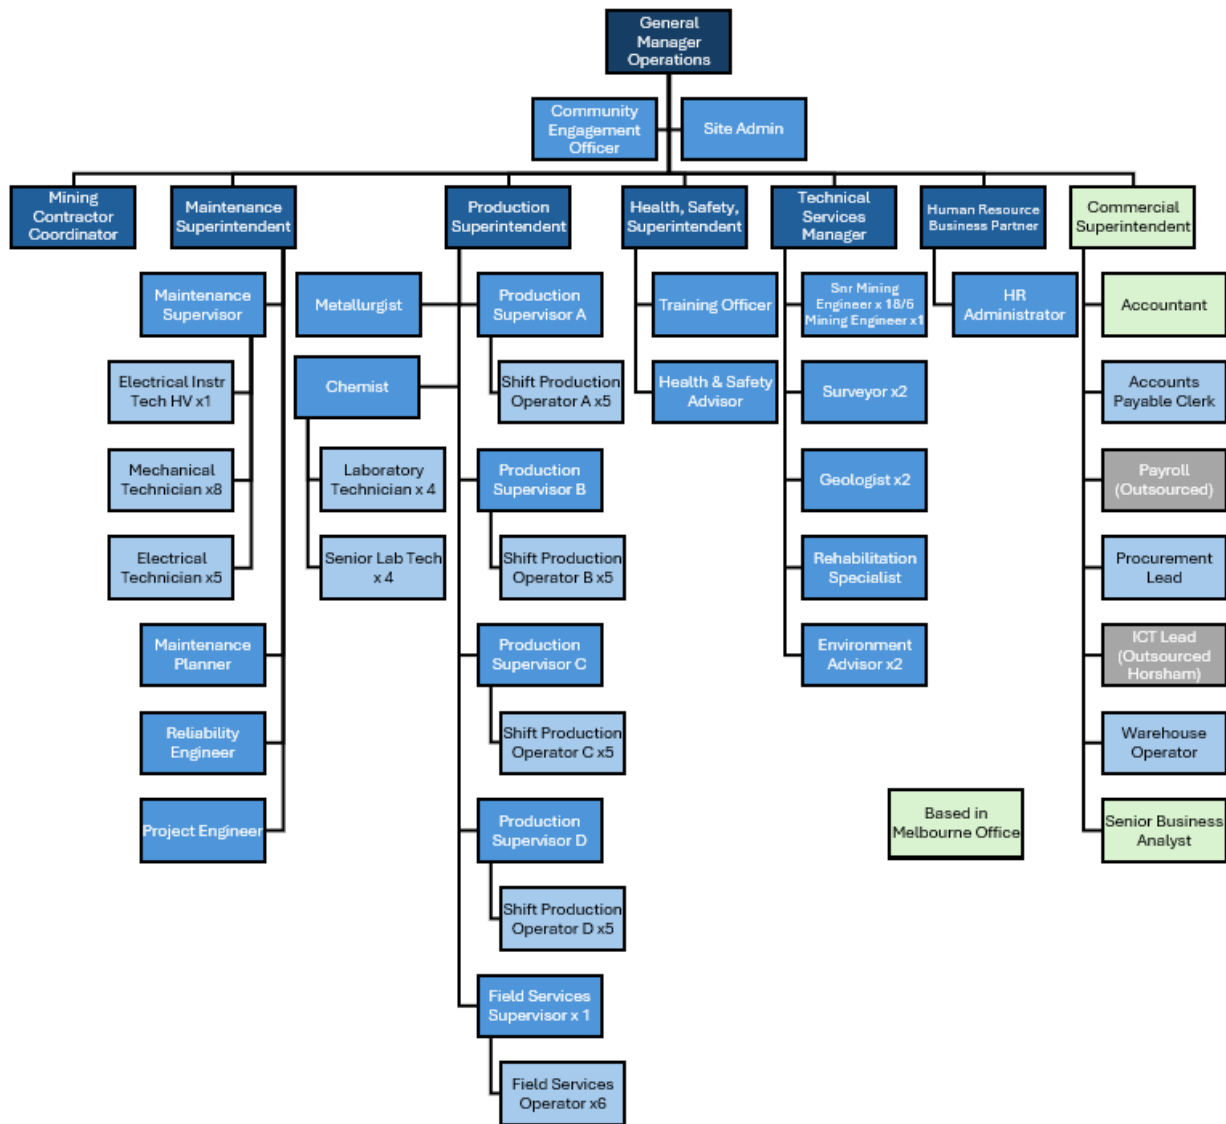 General
Manager
Operations
Community
Engagement
Officer
Site Admin
Mining
Contractor
Coordinator
Maintenance
Superintendent
Production
Superintendent
Health, Safety,
Superintendent
Technical
Services
Manager
Human Resource
Business Partner
Commercial
Superintendent
Maintenance
Supervisor
Electrical Instr
Tech HV x1
Mechanical
Technician x8
Electrical
Technician x5
Maintenance
Planner
Reliability
Engineer
Project Engineer
Metallurgist
Chemist
Laboratory
Technician x 4
Senior Lab Tech
x 4
Production
Supervisor A
Shift Production
Operator A x5
Production
Supervisor B
Shift Production
Operator B x5
Production
Supervisor C
Shift Production
Operator C x5
Production
Supervisor D
Shift Production
Operator D x5
Field Services
Supervisor x 1
Field Services
Operator x6
Training Officer
Health & Safety
Advisor
Snr Mining
Engineer x 18/6
Mining Engineer x1
Surveyor x2
Geologist x2
Rehabilitation
Specialist
Environment
Advisor x2
HR
Administrator
Accountant
Accounts
Payable Clerk
Payroll
(Outsourced)
Procurement
Lead
ICT Lead
(Outsourced
Horsham)
Warehouse
Operator
Senior Business
Analyst
Based in
Melbourne Office